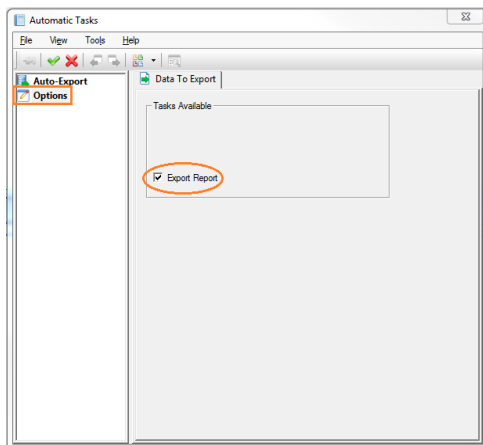 Automatic Tasks
File View Tools Help
Auto-Export
Options
Data To Export
Tasks Available
Export Report